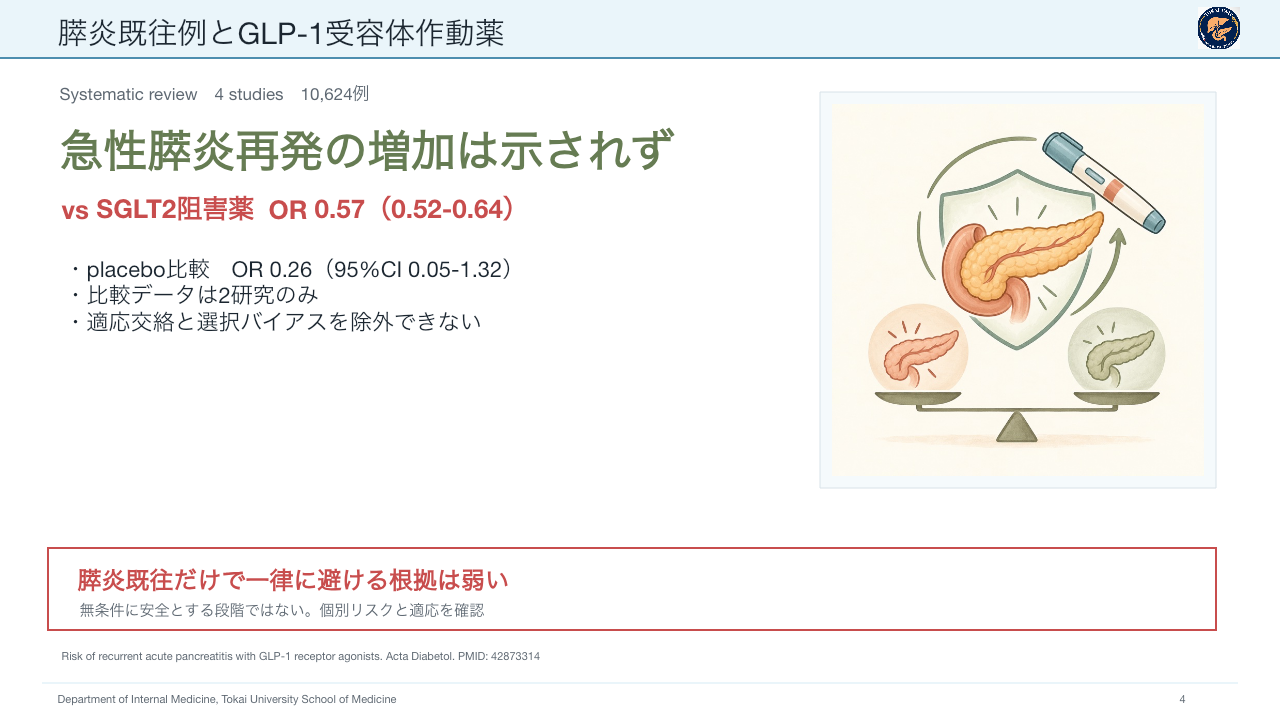 膵炎既往例とGLP-1受容体作動薬
Systematic review　4 studies　10,624例
急性膵炎再発の増加は示されず
vs SGLT2阻害薬  OR 0.57（0.52-0.64）
・placebo比較　OR 0.26（95%CI 0.05-1.32）
・比較データは2研究のみ
・適応交絡と選択バイアスを除外できない
膵炎既往だけで一律に避ける根拠は弱い
無条件に安全とする段階ではない。個別リスクと適応を確認
Risk of recurrent acute pancreatitis with GLP-1 receptor agonists. Acta Diabetol. PMID: 42873314
Department of Internal Medicine, Tokai University School of Medicine
4